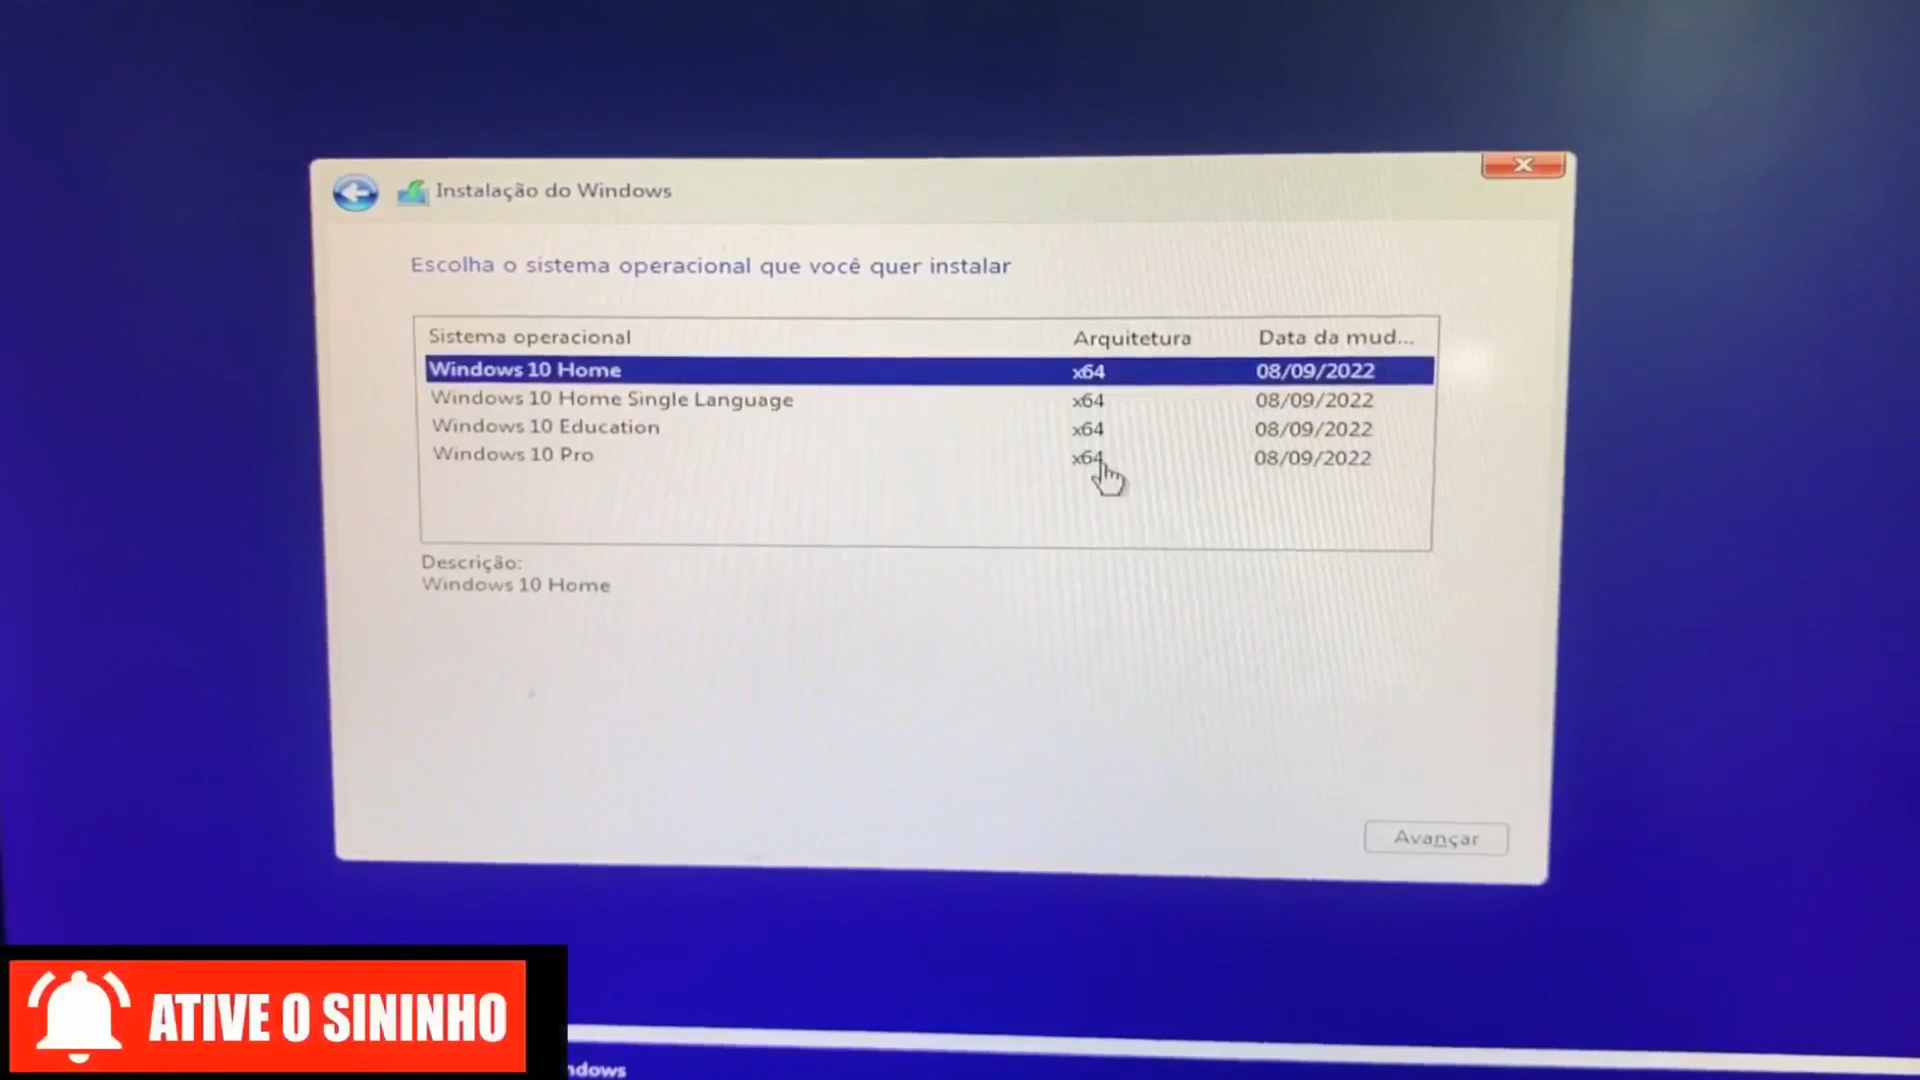 Instalação do Windows
Escolha o sistema operacional que você quer instalar
Sistema operacional Arquitetura Data da mud...
Windows 10 Home x64 08/09/2022
Windows 10 Home Single Language x64 08/09/2022
Windows 10 Education x64 08/09/2022
Windows 10 Pro x64 08/09/2022
Descrição:
Windows 10 Home
Avançar
ATIVE O SININHO
ndows